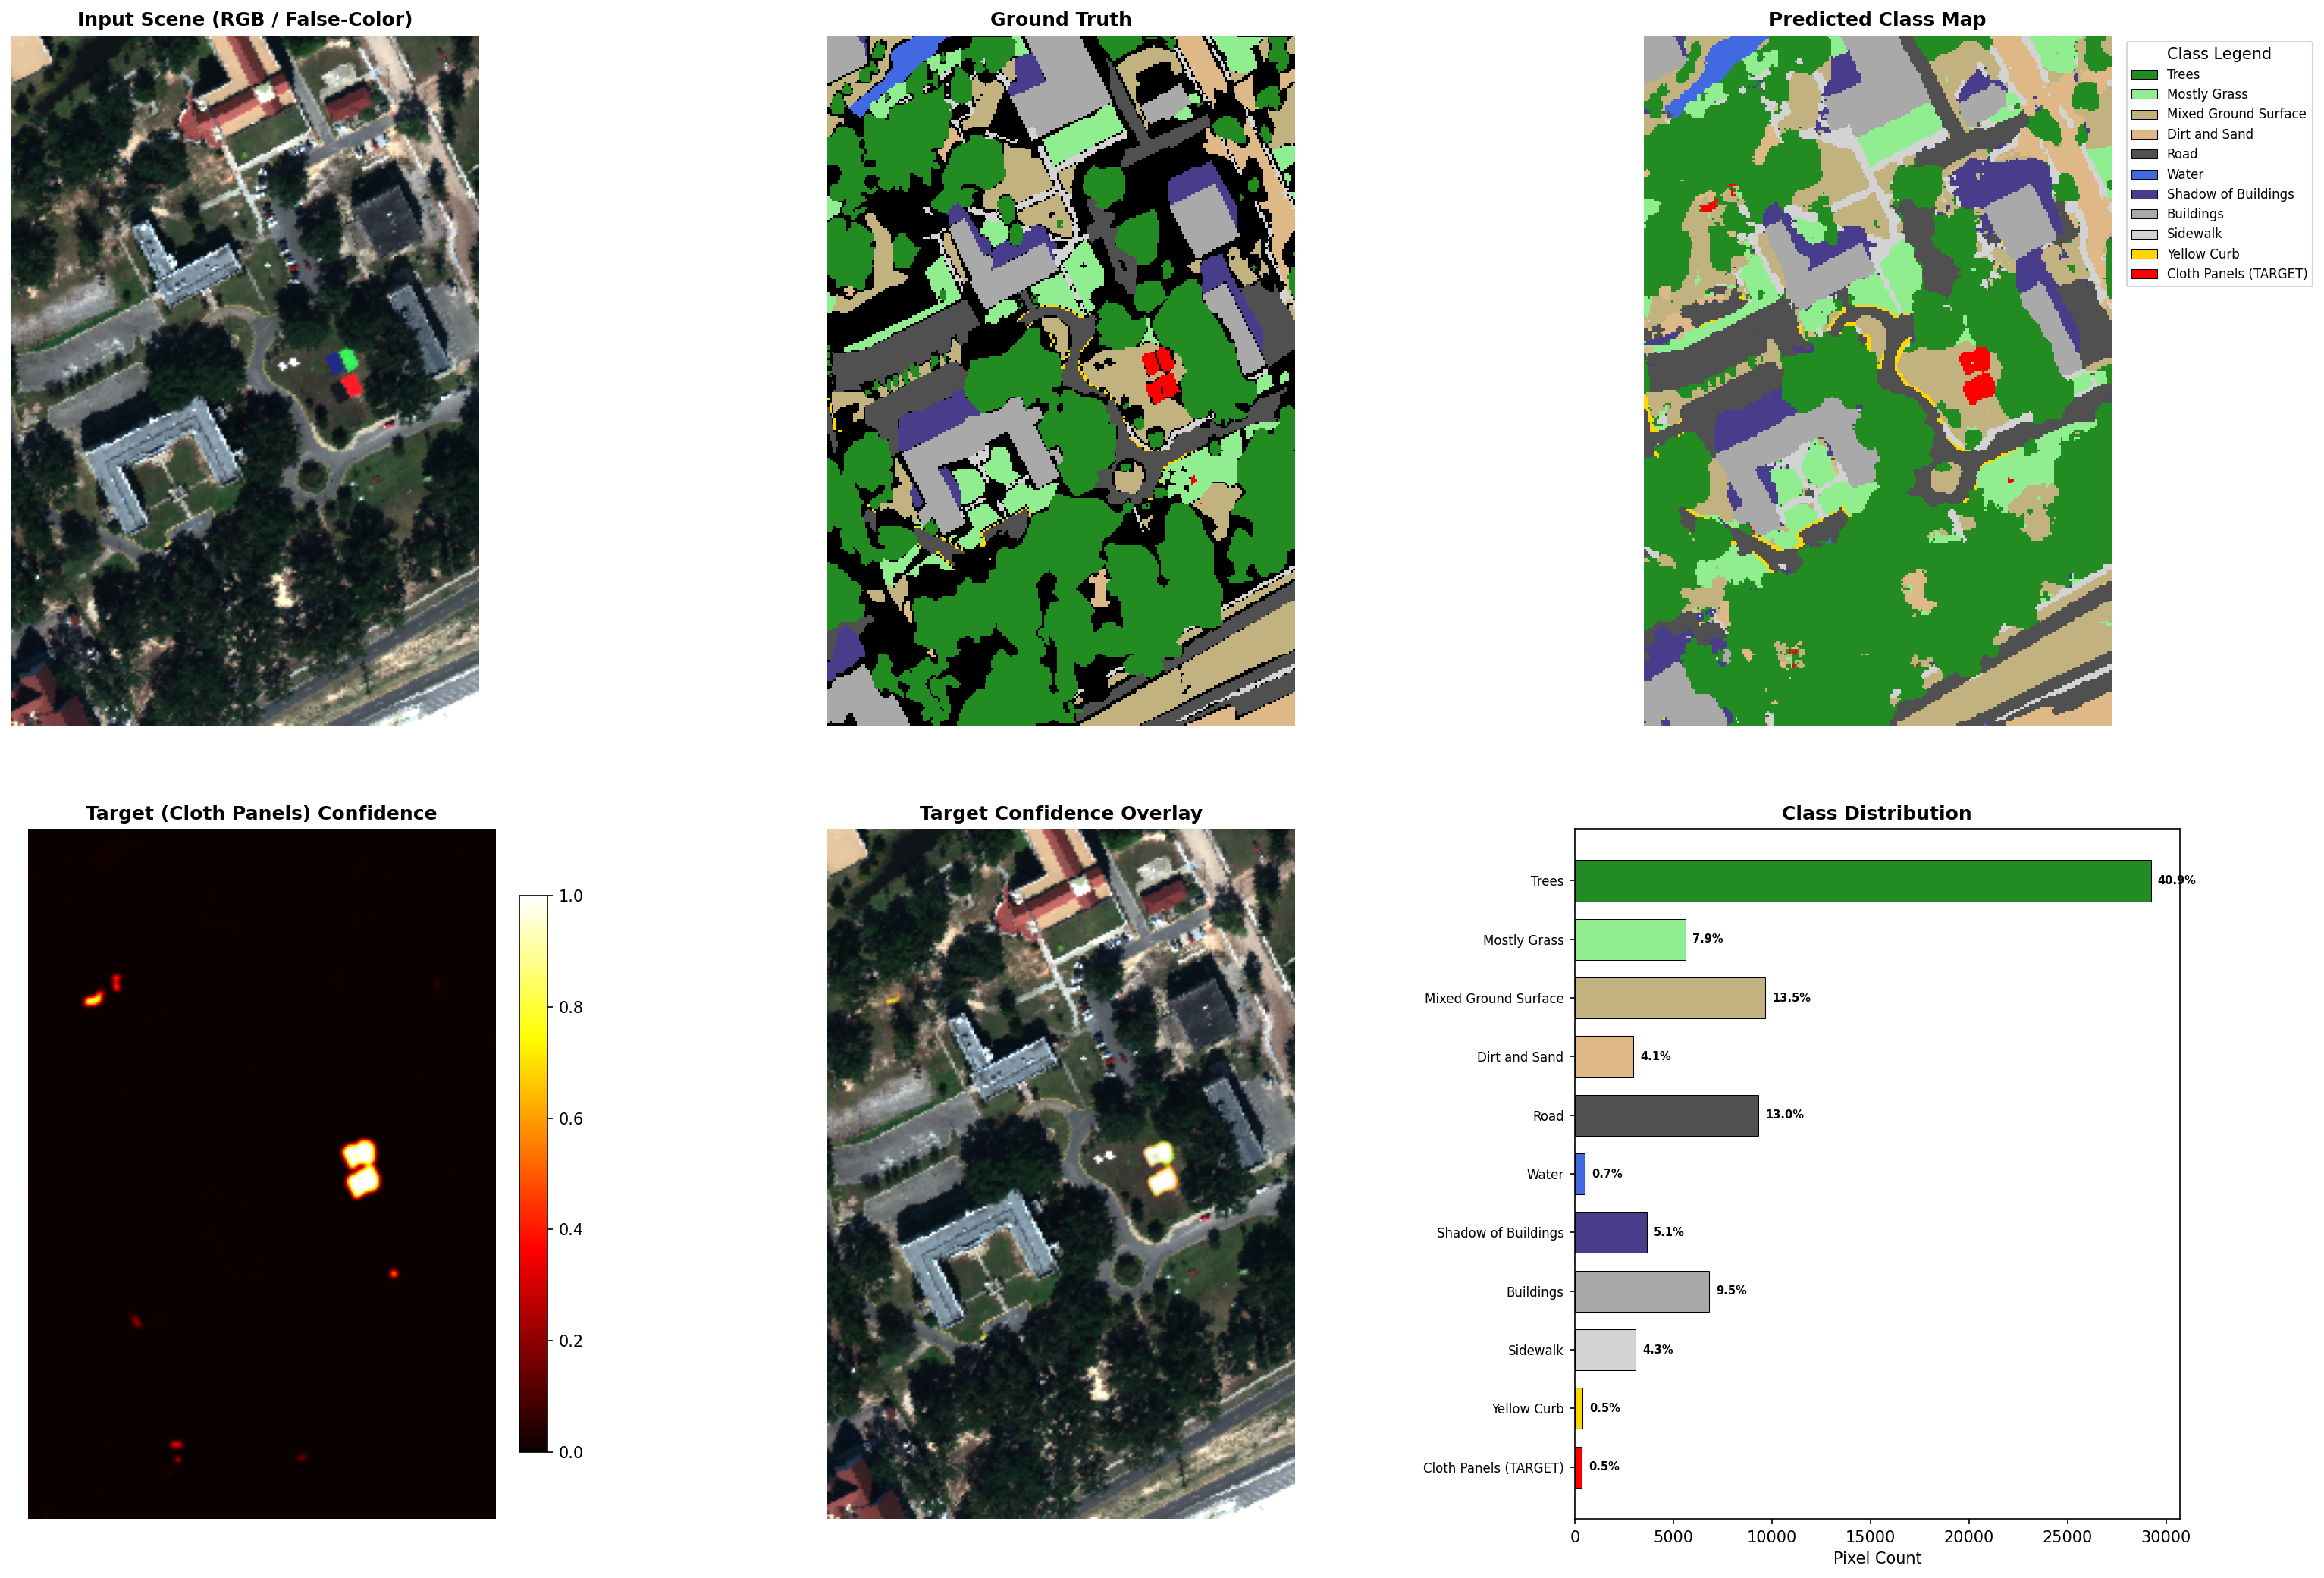 Input Scene (RGB / False-Color)
Ground Truth
Predicted Class Map
Class Legend
Trees
Mostly Grass
Mixed Ground Surface
Dirt and Sand
Road
Water
Shadow of Buildings
Buildings
Sidewalk
Yellow Curb
Cloth Panels (TARGET)
Target (Cloth Panels) Confidence
1.0
0.8
0.6
0.4
0.2
0.0
Target Confidence Overlay
Class Distribution
Trees 40.9%
Mostly Grass 7.9%
Mixed Ground Surface 13.5%
Dirt and Sand 4.1%
Road 13.0%
Water 0.7%
Shadow of Buildings 5.1%
Buildings 9.5%
Sidewalk 4.3%
Yellow Curb 0.5%
Cloth Panels (TARGET) 0.5%
0 5000 10000 15000 20000 25000 30000
Pixel Count